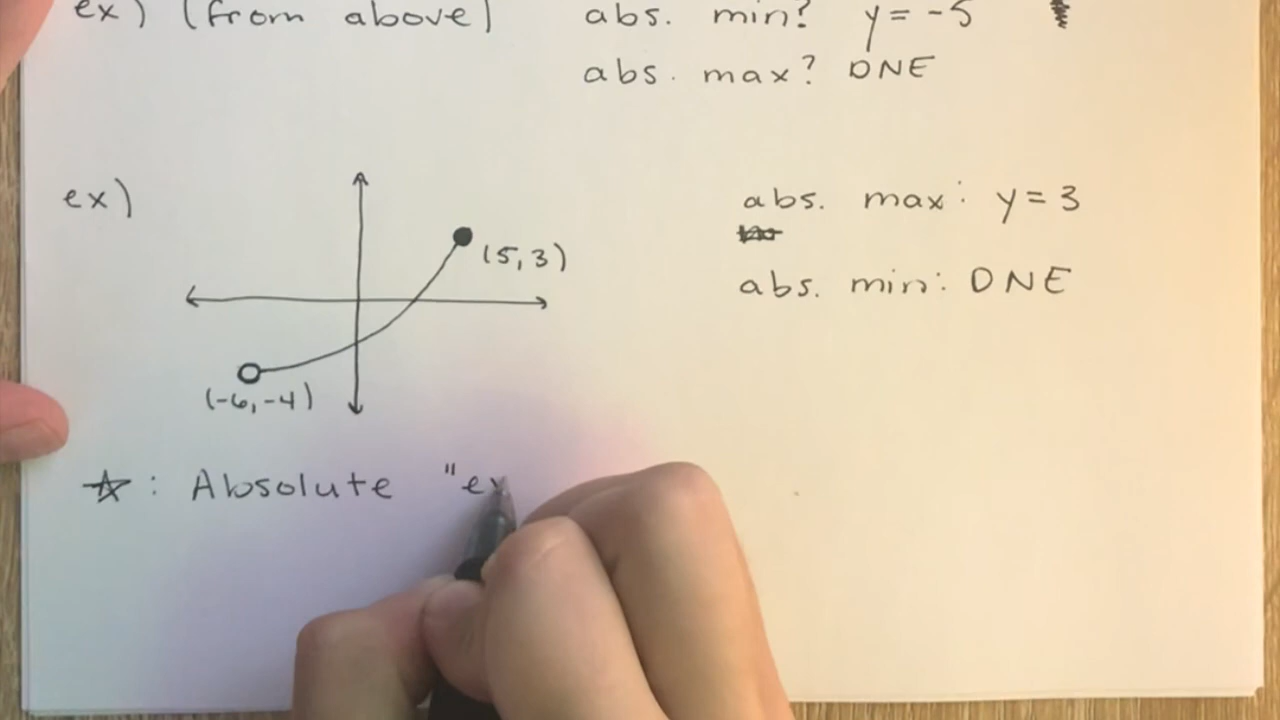 ex) (from above) abs. min? y = -5
abs. max? DNE
ex)
abs. max: y = 3
(5,3)
abs. min: DNE
(-6,-4)
☆: Absolute "ex